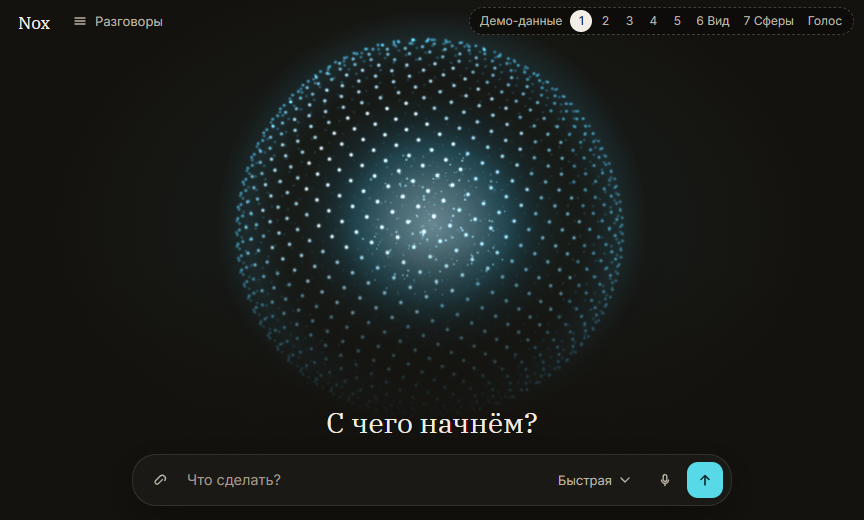 Nox
Разговоры
Демо-данные 1 2 3 4 5 6 Вид 7 Сферы Голос
С чего начнём?
Что сделать?
Быстрая